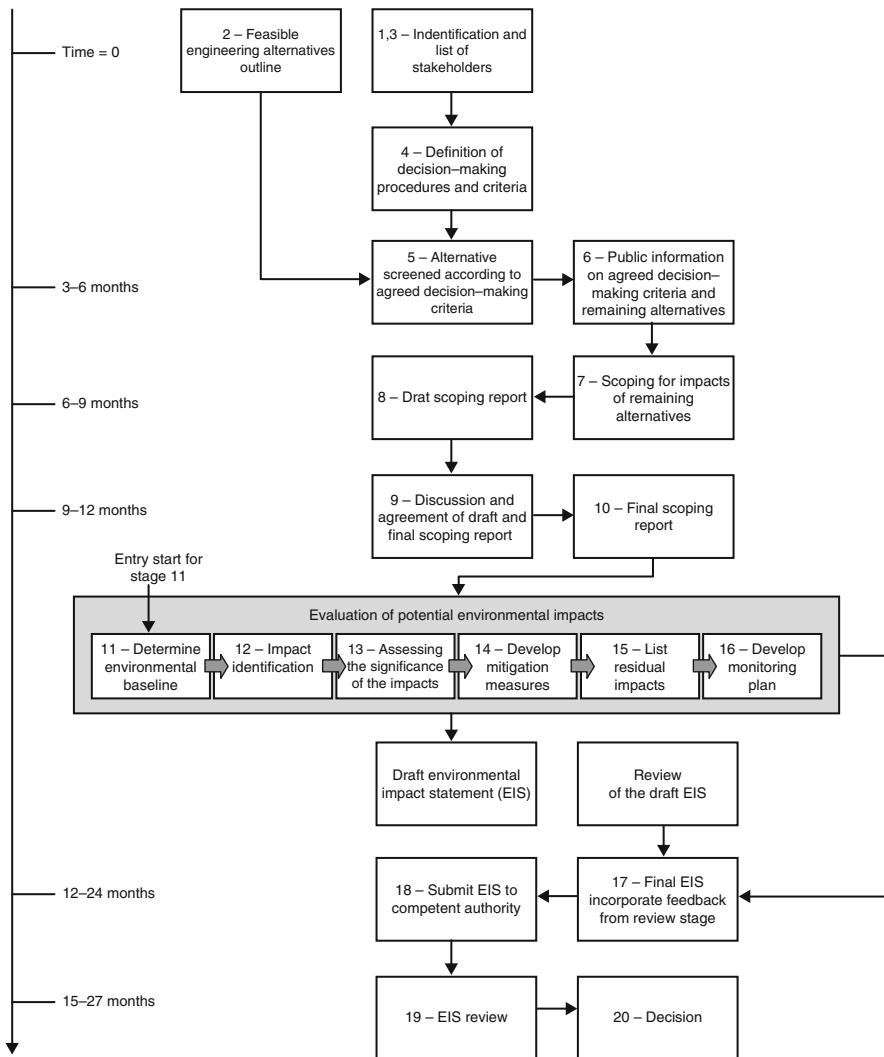 Time = 0
2 – Feasible
engineering alternatives
outline
1,3 – Indentification and
list of
stakeholders
4 – Definition of
decision–making
procedures and criteria
3–6 months
5 – Alternative
screened according to
agreed decision–making
criteria
6 – Public information
on agreed decision–
making criteria and
remaining alternatives
6–9 months
8 – Drat scoping report
7 – Scoping for impacts
of remaining
alternatives
9–12 months
9 – Discussion and
agreement of draft and
final scoping report
10 – Final scoping
report
Entry start for
stage 11
Evaluation of potential environmental impacts
11 – Determine
environmental
baseline
12 – Impact
identification
13 – Assessing
the significance
of the impacts
14 – Develop
mitigation
measures
15 – List
residual
impacts
16 – Develop
monitoring
plan
Draft environmental
impact statement (EIS)
Review
of the draft EIS
12–24 months
18 – Submit EIS to
competent authority
17 – Final EIS
incorporate feedback
from review stage
15–27 months
19 – EIS review
20 – Decision